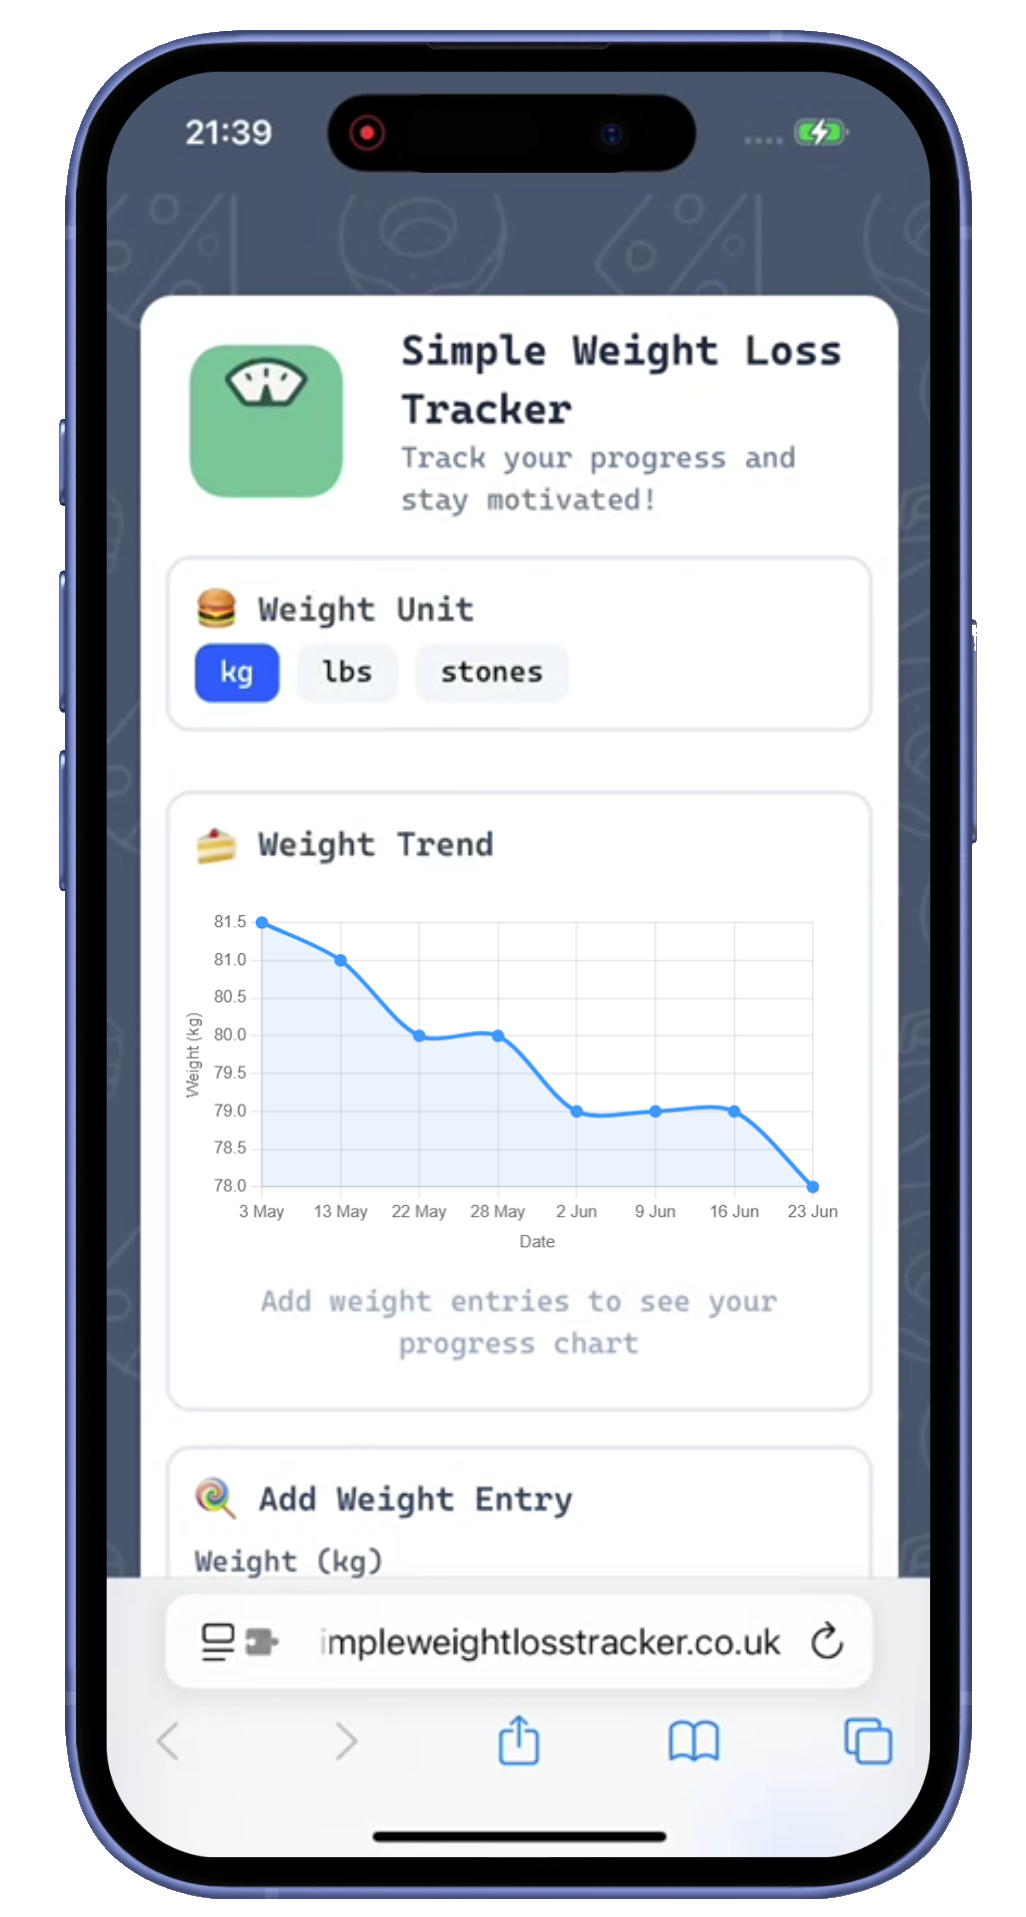 21:39
Simple Weight Loss
Tracker
Track your progress and
stay motivated!
Weight Unit
kg lbs stones
Weight Trend
81.5
81.0
80.5
80.0
79.5
79.0
78.5
78.0
Weight (kg)
3 May 13 May 22 May 28 May 2 Jun 9 Jun 16 Jun 23 Jun
Date
Add weight entries to see your
progress chart
Add Weight Entry
Weight (kg)
impleweightlosstracker.co.uk